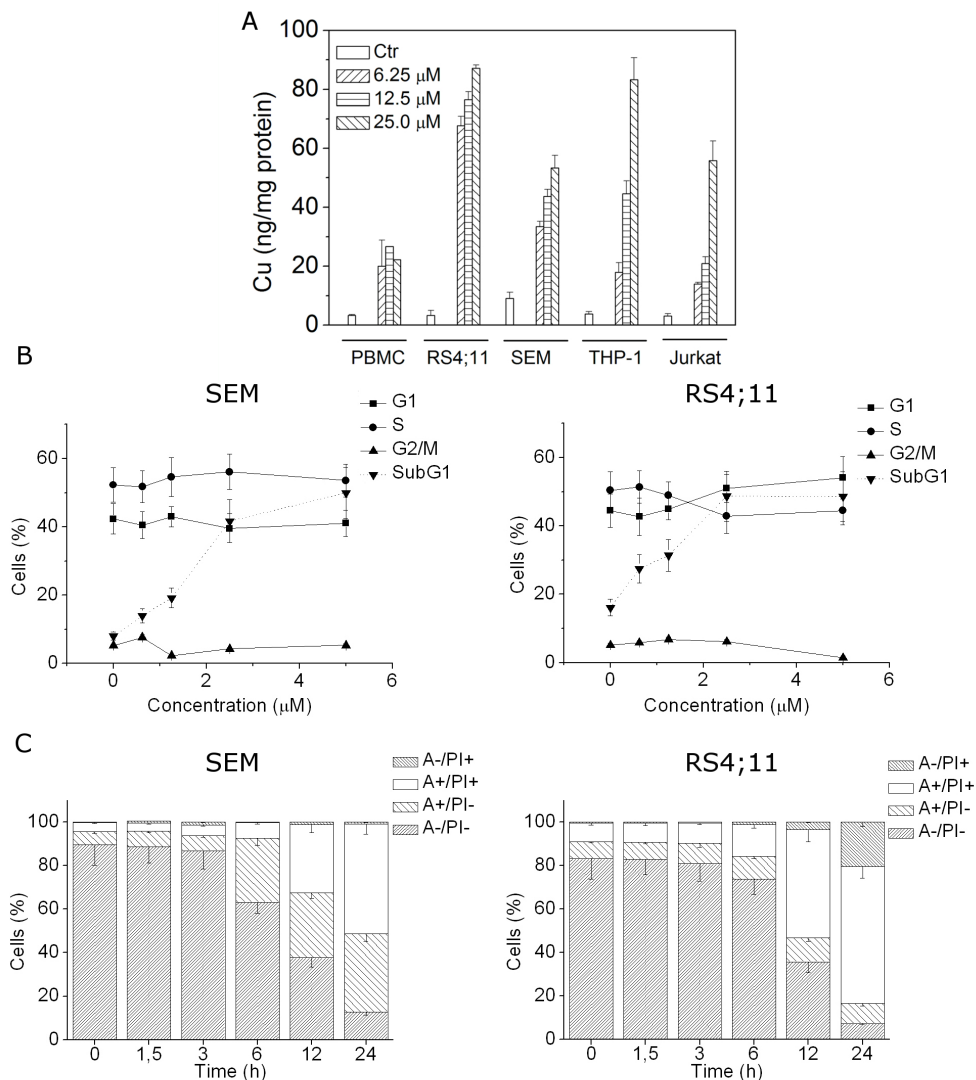 A
Cu (ng/mg protein)
100
80
60
40
20
0
Ctr
6.25 μM
12.5 μM
25.0 μM
PBMC RS4;11 SEM THP-1 Jurkat
B
SEM
G1
S
G2/M
SubG1
Cells (%)
60
40
20
0
0 2 4 6
Concentration (μM)
RS4;11
G1
S
G2/M
SubG1
Cells (%)
60
40
20
0
0 2 4 6
Concentration (μM)
C
SEM
A-/PI+
A+/PI+
A+/PI-
A-/PI-
Cells (%)
100
80
60
40
20
0
0 1,5 3 6 12 24
Time (h)
RS4;11
A-/PI+
A+/PI+
A+/PI-
A-/PI-
Cells (%)
100
80
60
40
20
0
0 1,5 3 6 12 24
Time (h)